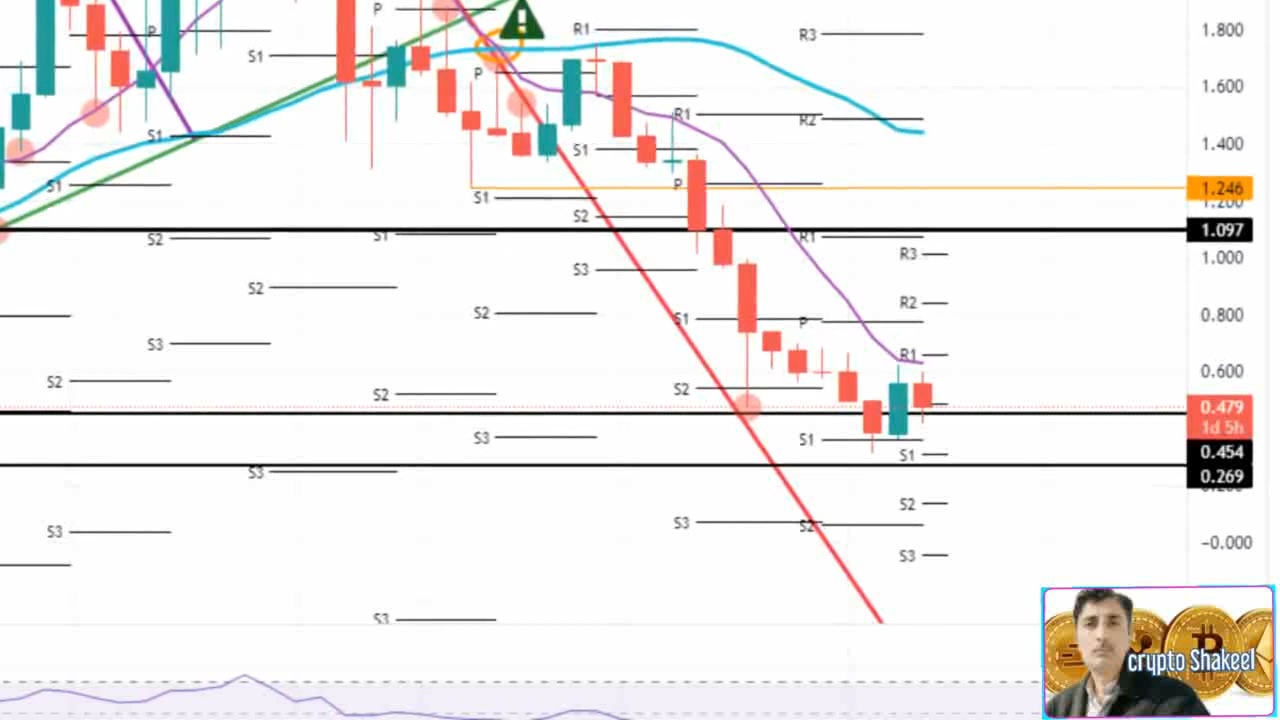 1.800
1.600
1.400
1.246
1.200
1.097
1.000
0.800
0.600
0.479
1d 5h
0.454
0.269
-0.000
P
P
S1
S1
S1
S2
S2
S3
S2
S3
S3
P
S1
S2
S1
S2
S3
S3
R1
S1
S2
S3
R1
P
S1
S2
S3
R3
R2
R1
P
S1
S2
R3
R2
R1
S1
S2
S3
crypto Shakeel